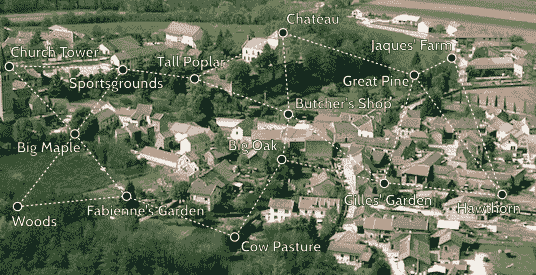 Chateau
Church Tower
Jaques' Farm
Tall Poplar
Sportsgrounds
Great Pine
Butcher's Shop
Big Maple
Big Oak
Gilles' Garden
Hawthorn
Fabienne's Garden
Woods
Cow Pasture